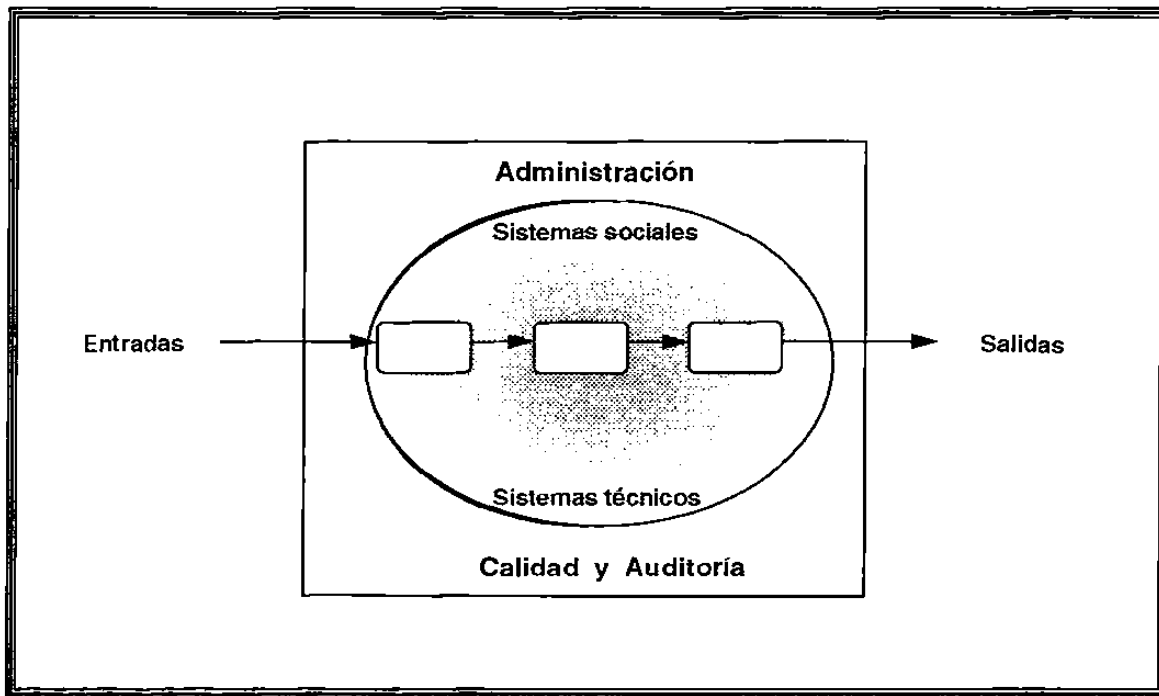 Administración
Sistemas sociales
Entradas
Salidas
Sistemas técnicos
Calidad y Auditoría